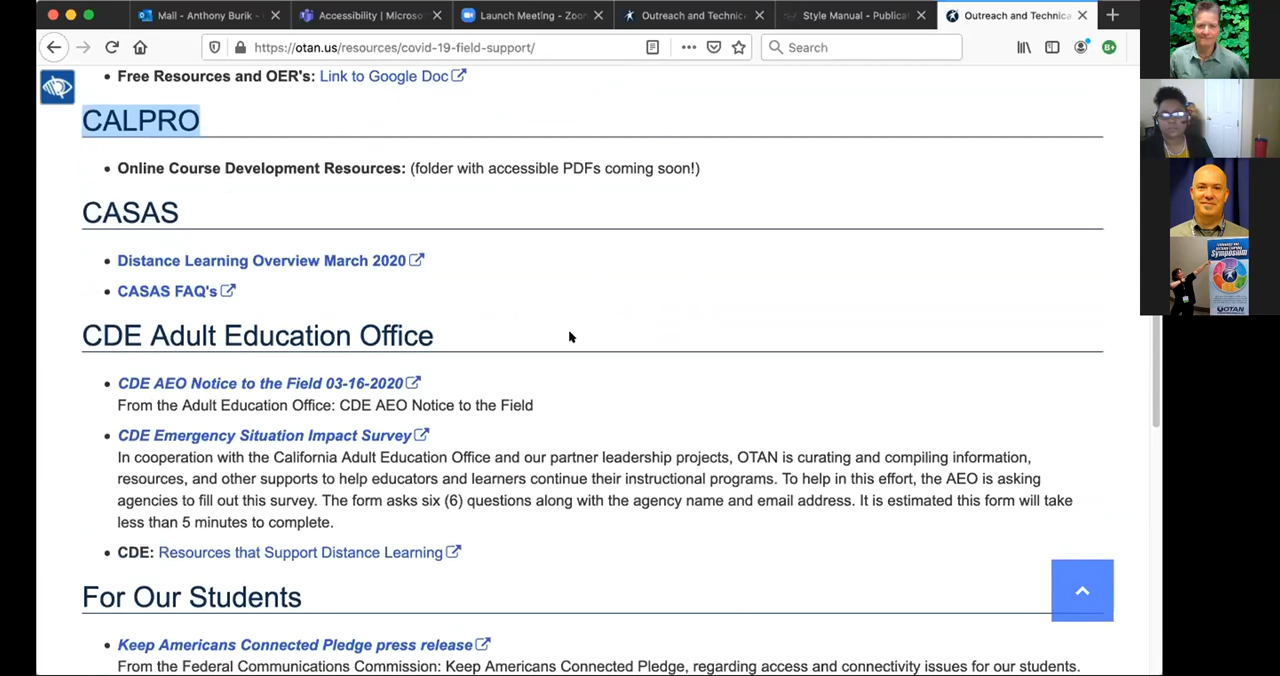 Mail - Anthony Burik -
Accessibility | Microso
Launch Meeting - Zoo
Outreach and Technic
Style Manual - Publica
Outreach and Technica
https://otan.us/resources/covid-19-field-support/
Search
Free Resources and OER's: Link to Google Doc
CALPRO
Online Course Development Resources: (folder with accessible PDFs coming soon!)
CASAS
Distance Learning Overview March 2020
CASAS FAQ's
CDE Adult Education Office
CDE AEO Notice to the Field 03-16-2020
From the Adult Education Office: CDE AEO Notice to the Field
CDE Emergency Situation Impact Survey
In cooperation with the California Adult Education Office and our partner leadership projects, OTAN is curating and compiling information,
resources, and other supports to help educators and learners continue their instructional programs. To help in this effort, the AEO is asking
agencies to fill out this survey. The form asks six (6) questions along with the agency name and email address. It is estimated this form will take
less than 5 minutes to complete.
CDE: Resources that Support Distance Learning
For Our Students
Keep Americans Connected Pledge press release
From the Federal Communications Commission: Keep Americans Connected Pledge, regarding access and connectivity issues for our students.
Symposium
OTAN